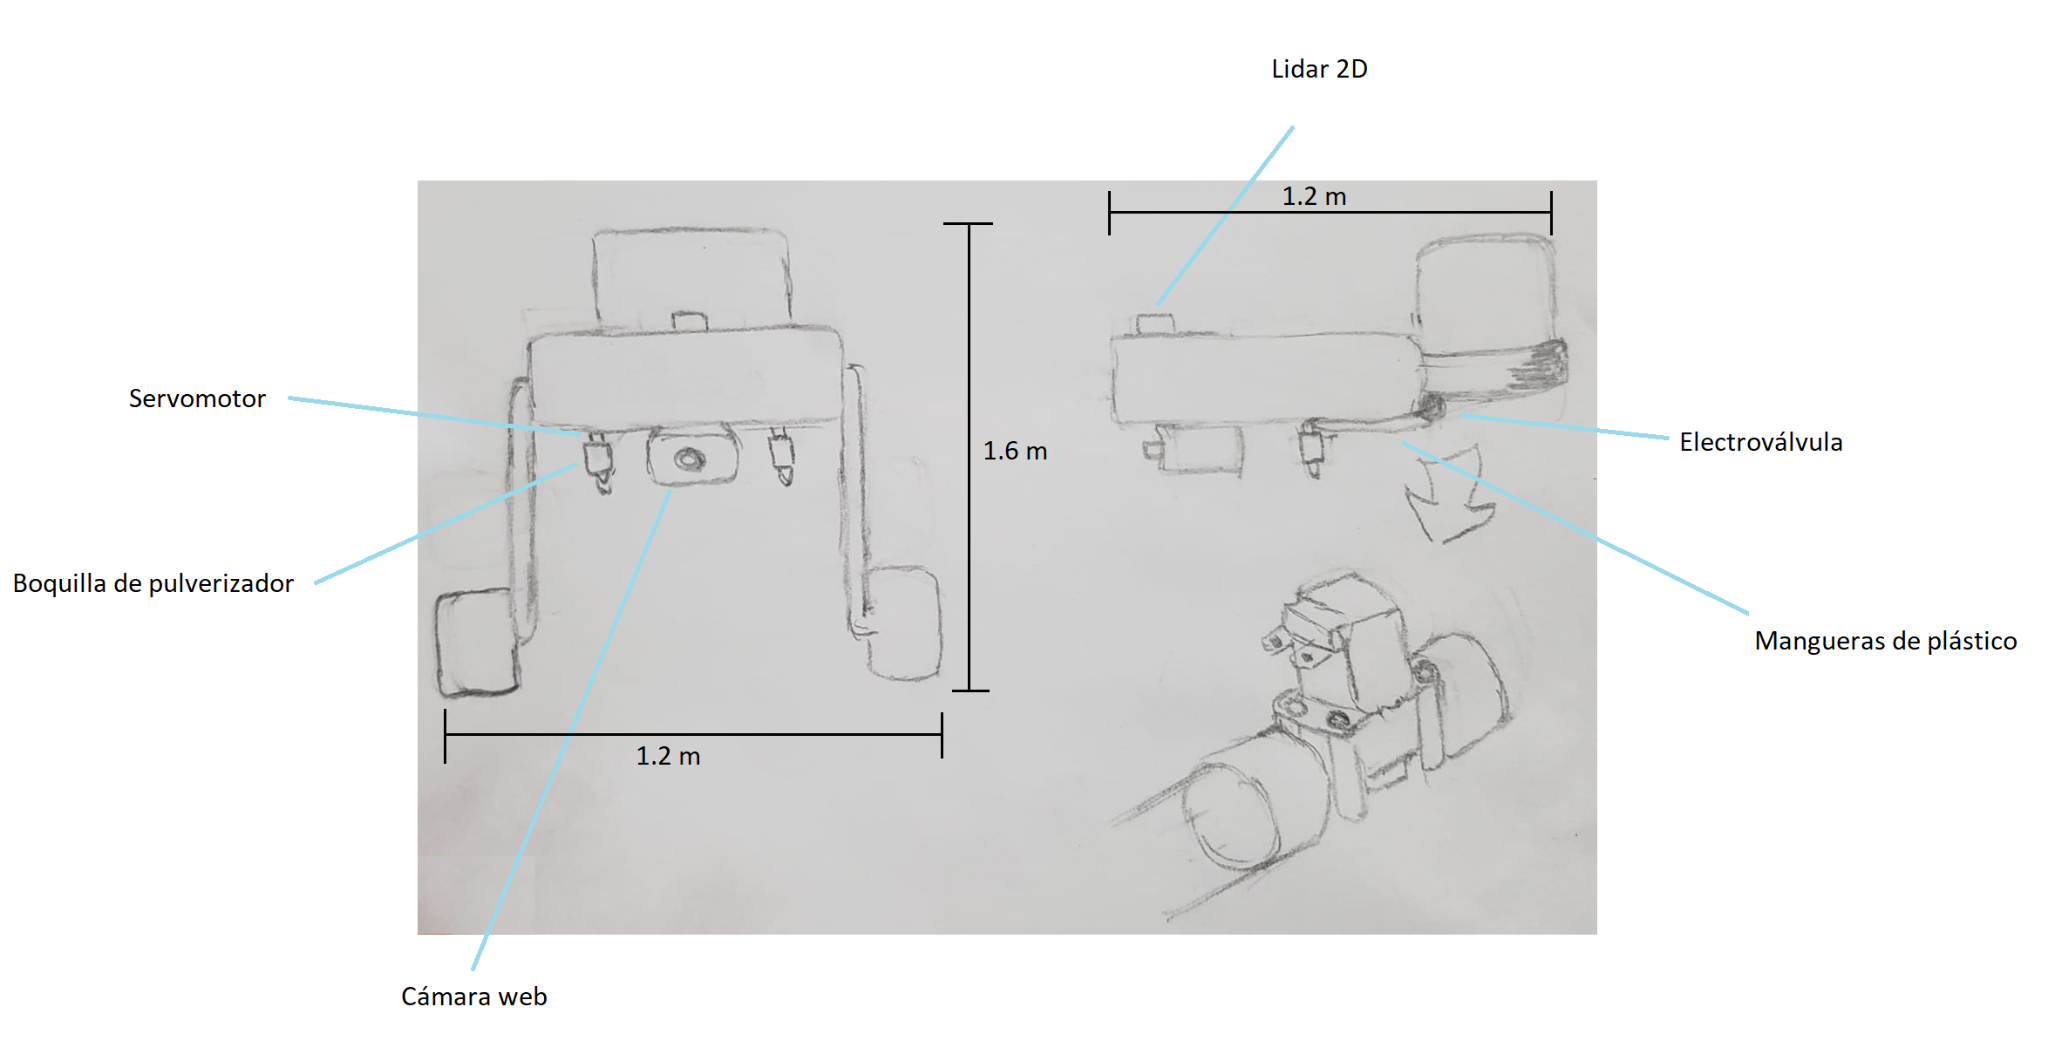 Lidar 2D
1.2 m
Servomotor
1.6 m
Electroválvula
Boquilla de pulverizador
Mangueras de plástico
1.2 m
Cámara web